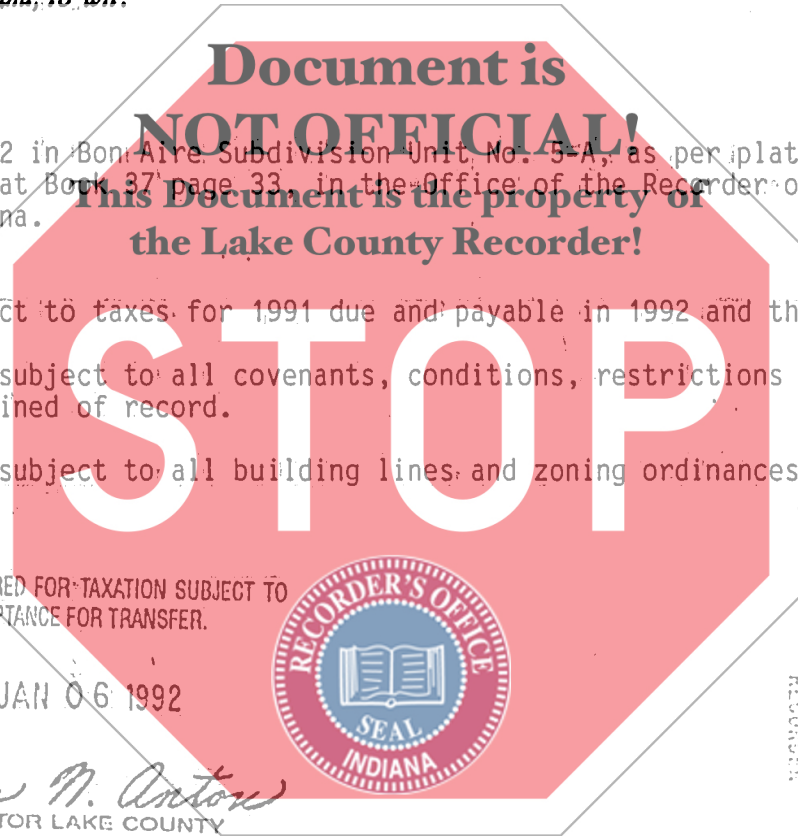 Document is
NOT OFFICIAL!
2 in Bon Aire Subdivision Unit No. 5-A, as per plat
at Book 37 page 33, in the Office of the Recorder o
This Document is the property of
na.
the Lake County Recorder!
ct to taxes for 1991 due and payable in 1992 and th
STOP
subject to all covenants, conditions, restrictions
ined of record.
subject to all building lines and zoning ordinances
RED FOR TAXATION SUBJECT TO
PTANCE FOR TRANSFER.
RECORDER'S OFFICE
SEAL
INDIANA
JAN 06 1992
N. Anton
TOR LAKE COUNTY
RECORDER